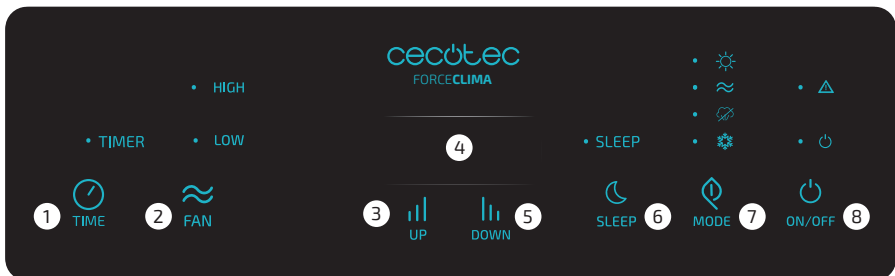 cecotec
FORCECLIMA
HIGH
TIMER
LOW
4
SLEEP
1
TIME
2
FAN
3
UP
5
DOWN
6
SLEEP
7
MODE
8
ON/OFF